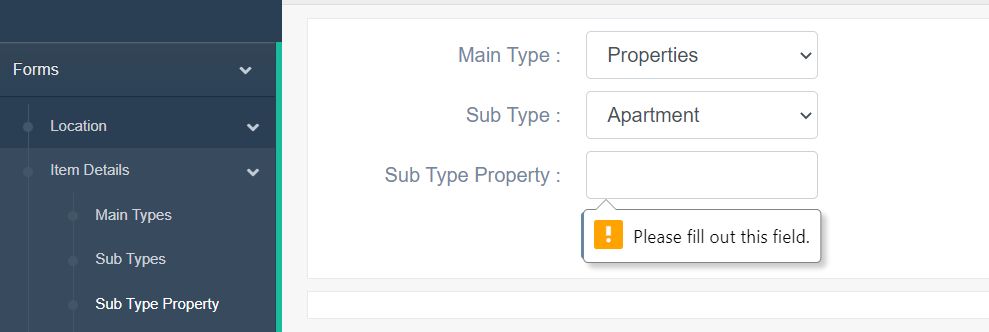 Forms
Location
Item Details
Main Types
Sub Types
Sub Type Property
Main Type : Properties
Sub Type : Apartment
Sub Type Property :
Please fill out this field.